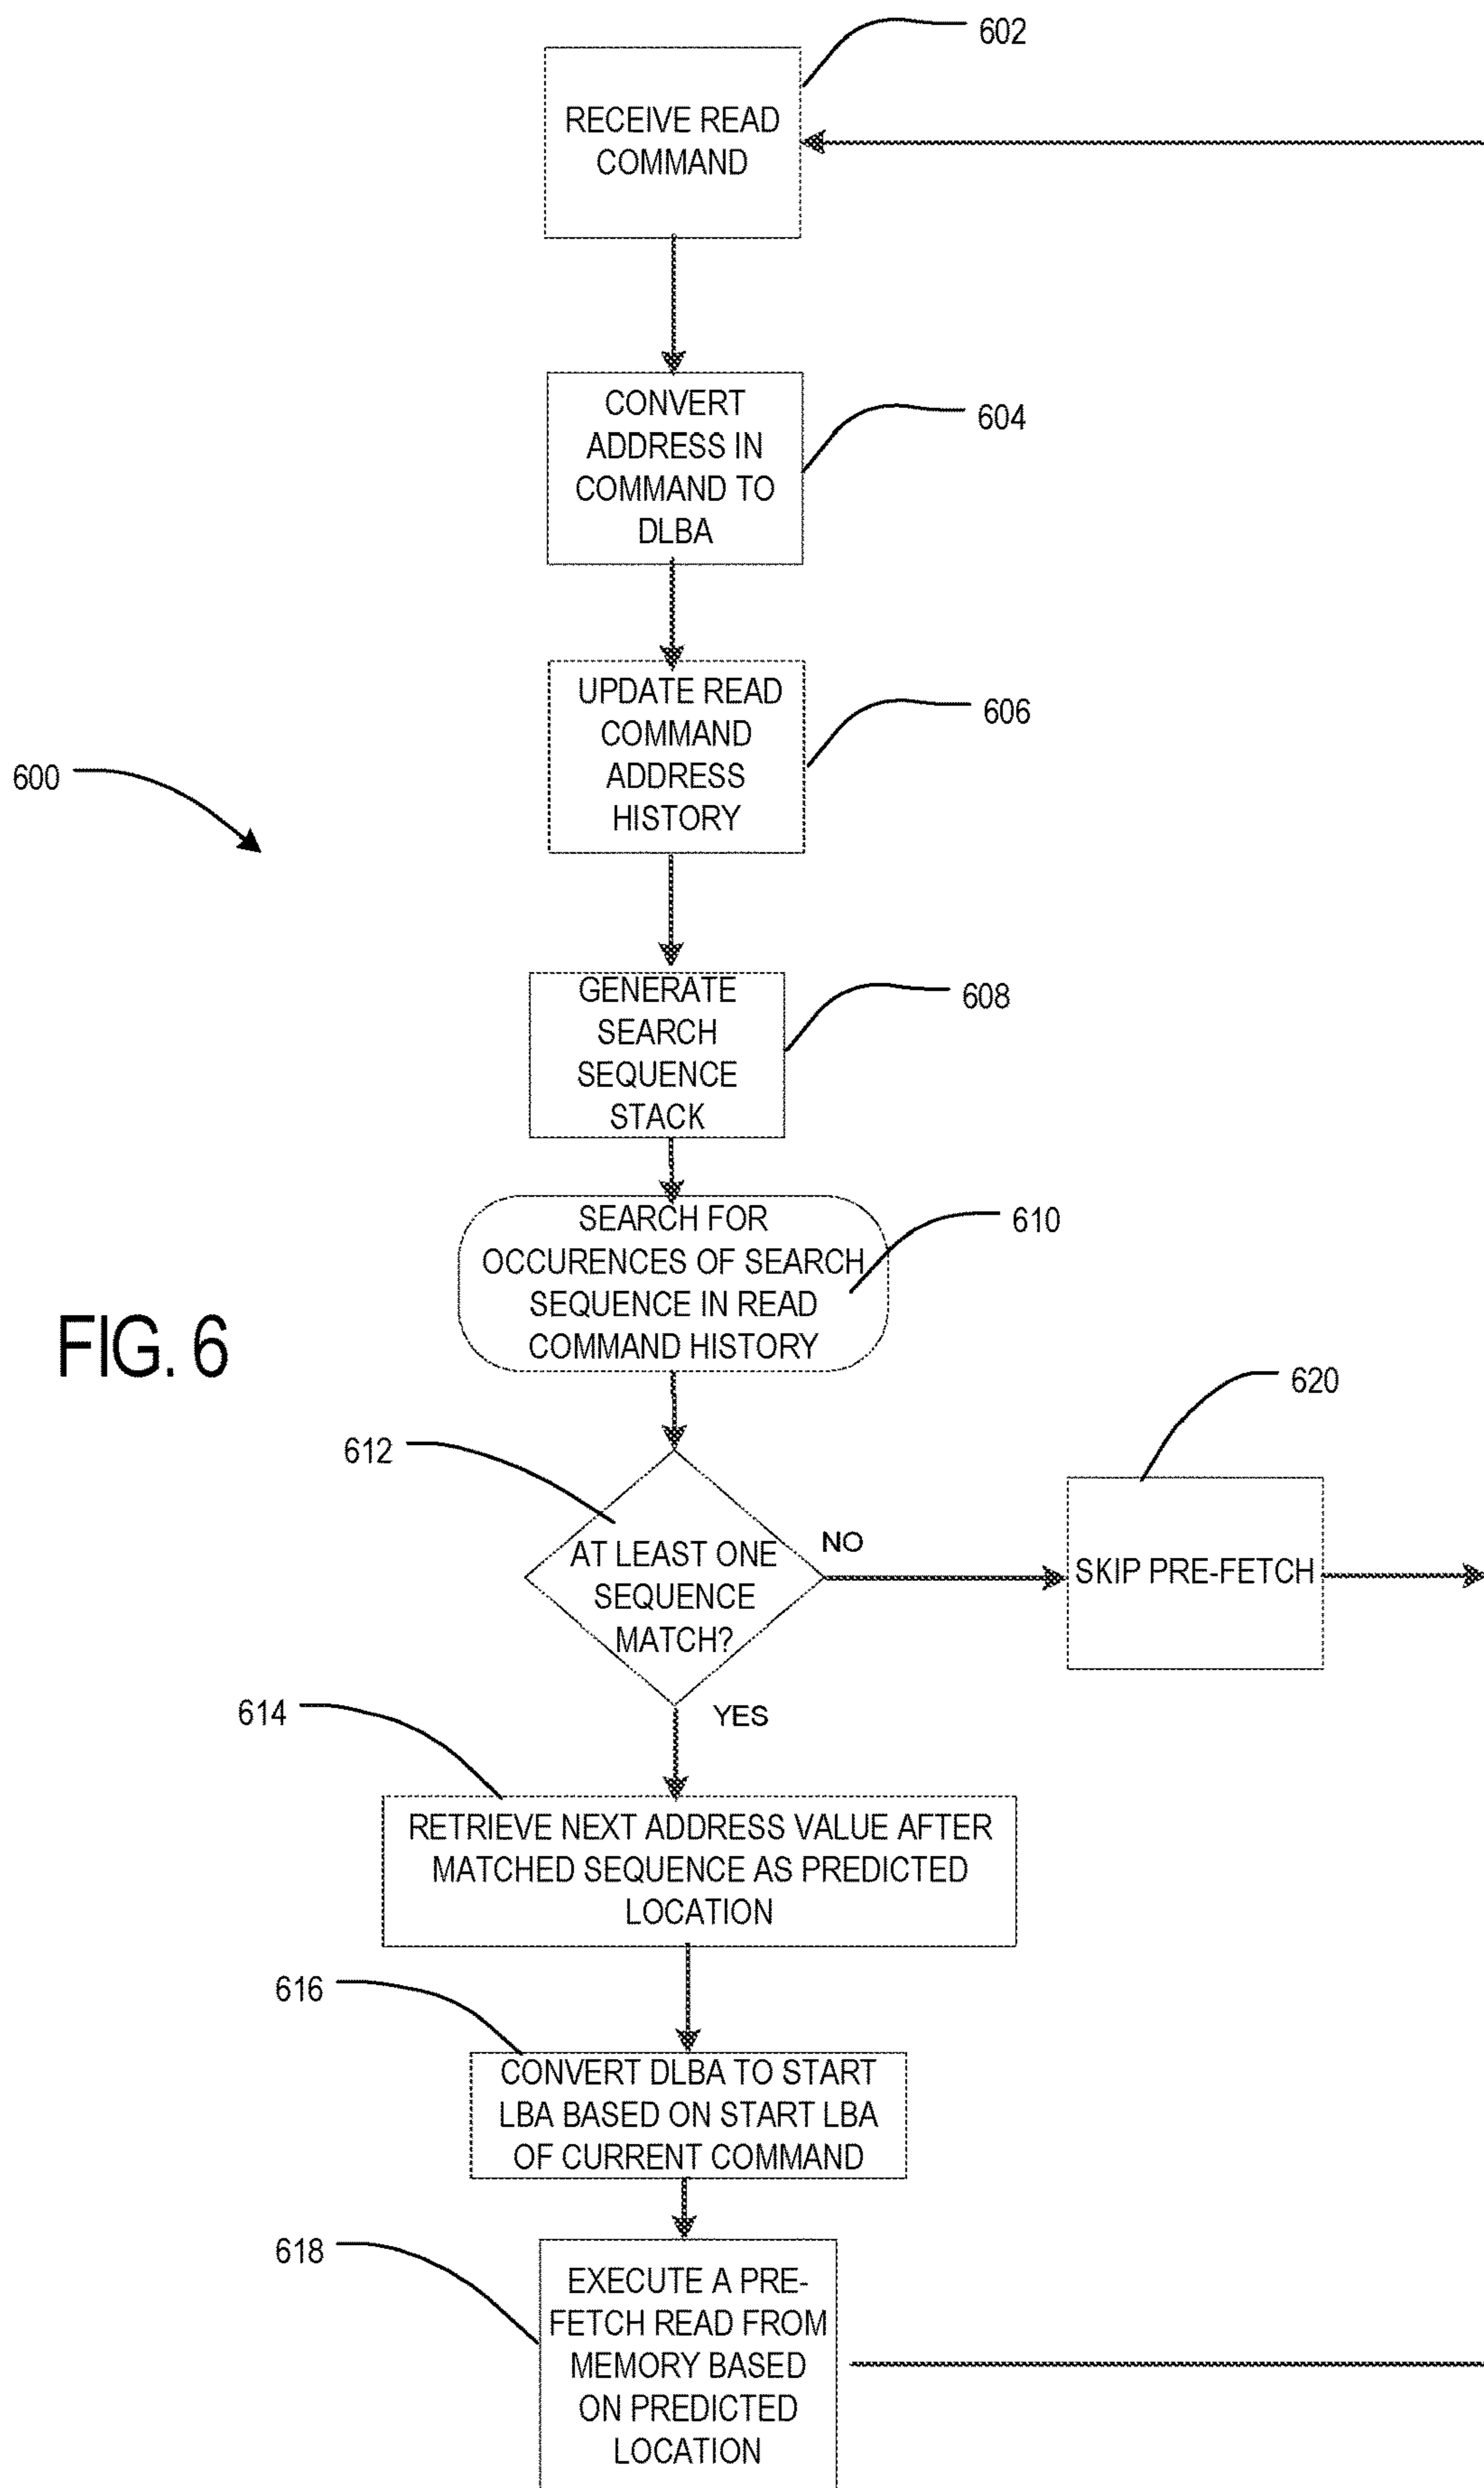 602
RECEIVE READ
COMMAND
CONVERT
ADDRESS IN
COMMAND TO
DLBA
604
UPDATE READ
COMMAND
ADDRESS
HISTORY
606
600
GENERATE
SEARCH
SEQUENCE
STACK
608
SEARCH FOR
OCCURENCES OF SEARCH
SEQUENCE IN READ
COMMAND HISTORY
610
FIG. 6
620
612
AT LEAST ONE
SEQUENCE
MATCH?
NO
SKIP PRE-FETCH
YES
614
RETRIEVE NEXT ADDRESS VALUE AFTER
MATCHED SEQUENCE AS PREDICTED
LOCATION
616
CONVERT DLBA TO START
LBA BASED ON START LBA
OF CURRENT COMMAND
618
EXECUTE A PRE-
FETCH READ FROM
MEMORY BASED
ON PREDICTED
LOCATION